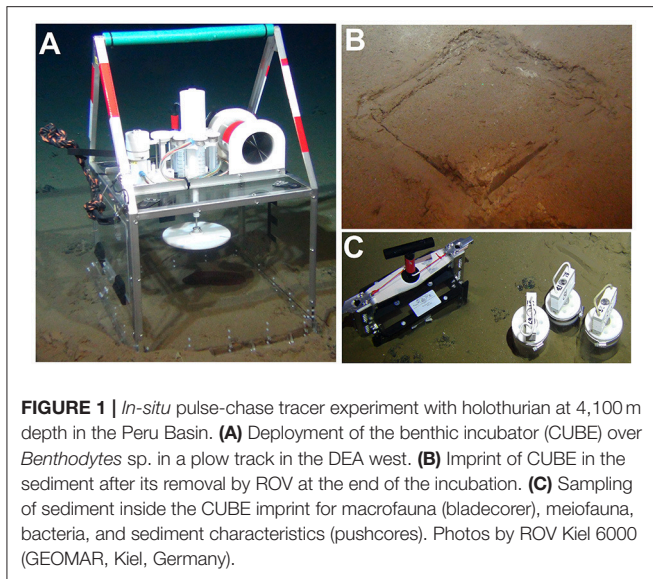 A
B
C
FIGURE 1 | In-situ pulse-chase tracer experiment with holothurian at 4,100 m
depth in the Peru Basin. (A) Deployment of the benthic incubator (CUBE) over
Benthodytes sp. in a plow track in the DEA west. (B) Imprint of CUBE in the
sediment after its removal by ROV at the end of the incubation. (C) Sampling
of sediment inside the CUBE imprint for macrofauna (bladecorer), meiofauna,
bacteria, and sediment characteristics (pushcores). Photos by ROV Kiel 6000
(GEOMAR, Kiel, Germany).